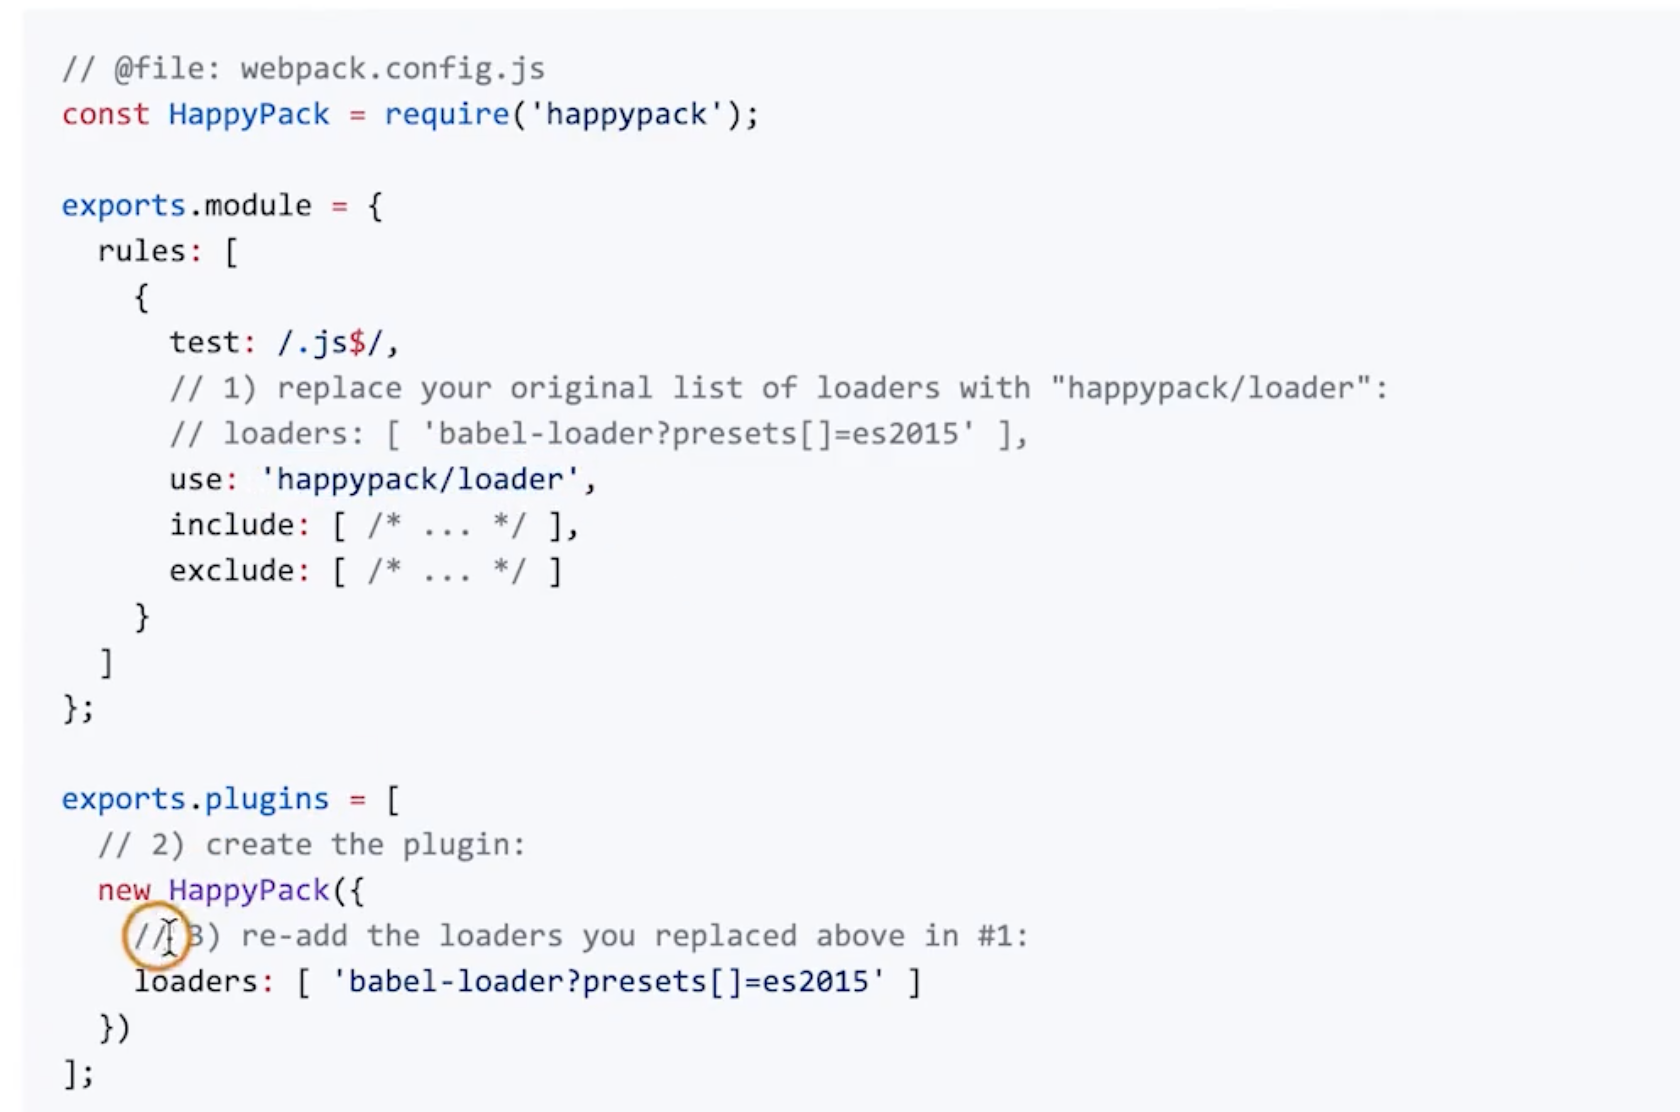 // @file: webpack.config.js
const HappyPack = require('happypack');
exports.module = {
  rules: [
    {
      test: /.js$/,
      // 1) replace your original list of loaders with "happypack/loader":
      // loaders: [ 'babel-loader?presets[]=es2015' ],
      use: 'happypack/loader',
      include: [ /* ... */ ],
      exclude: [ /* ... */ ]
    }
  ]
};
exports.plugins = [
  // 2) create the plugin:
  new HappyPack({
    // 3) re-add the loaders you replaced above in #1:
    loaders: [ 'babel-loader?presets[]=es2015' ]
  })
];